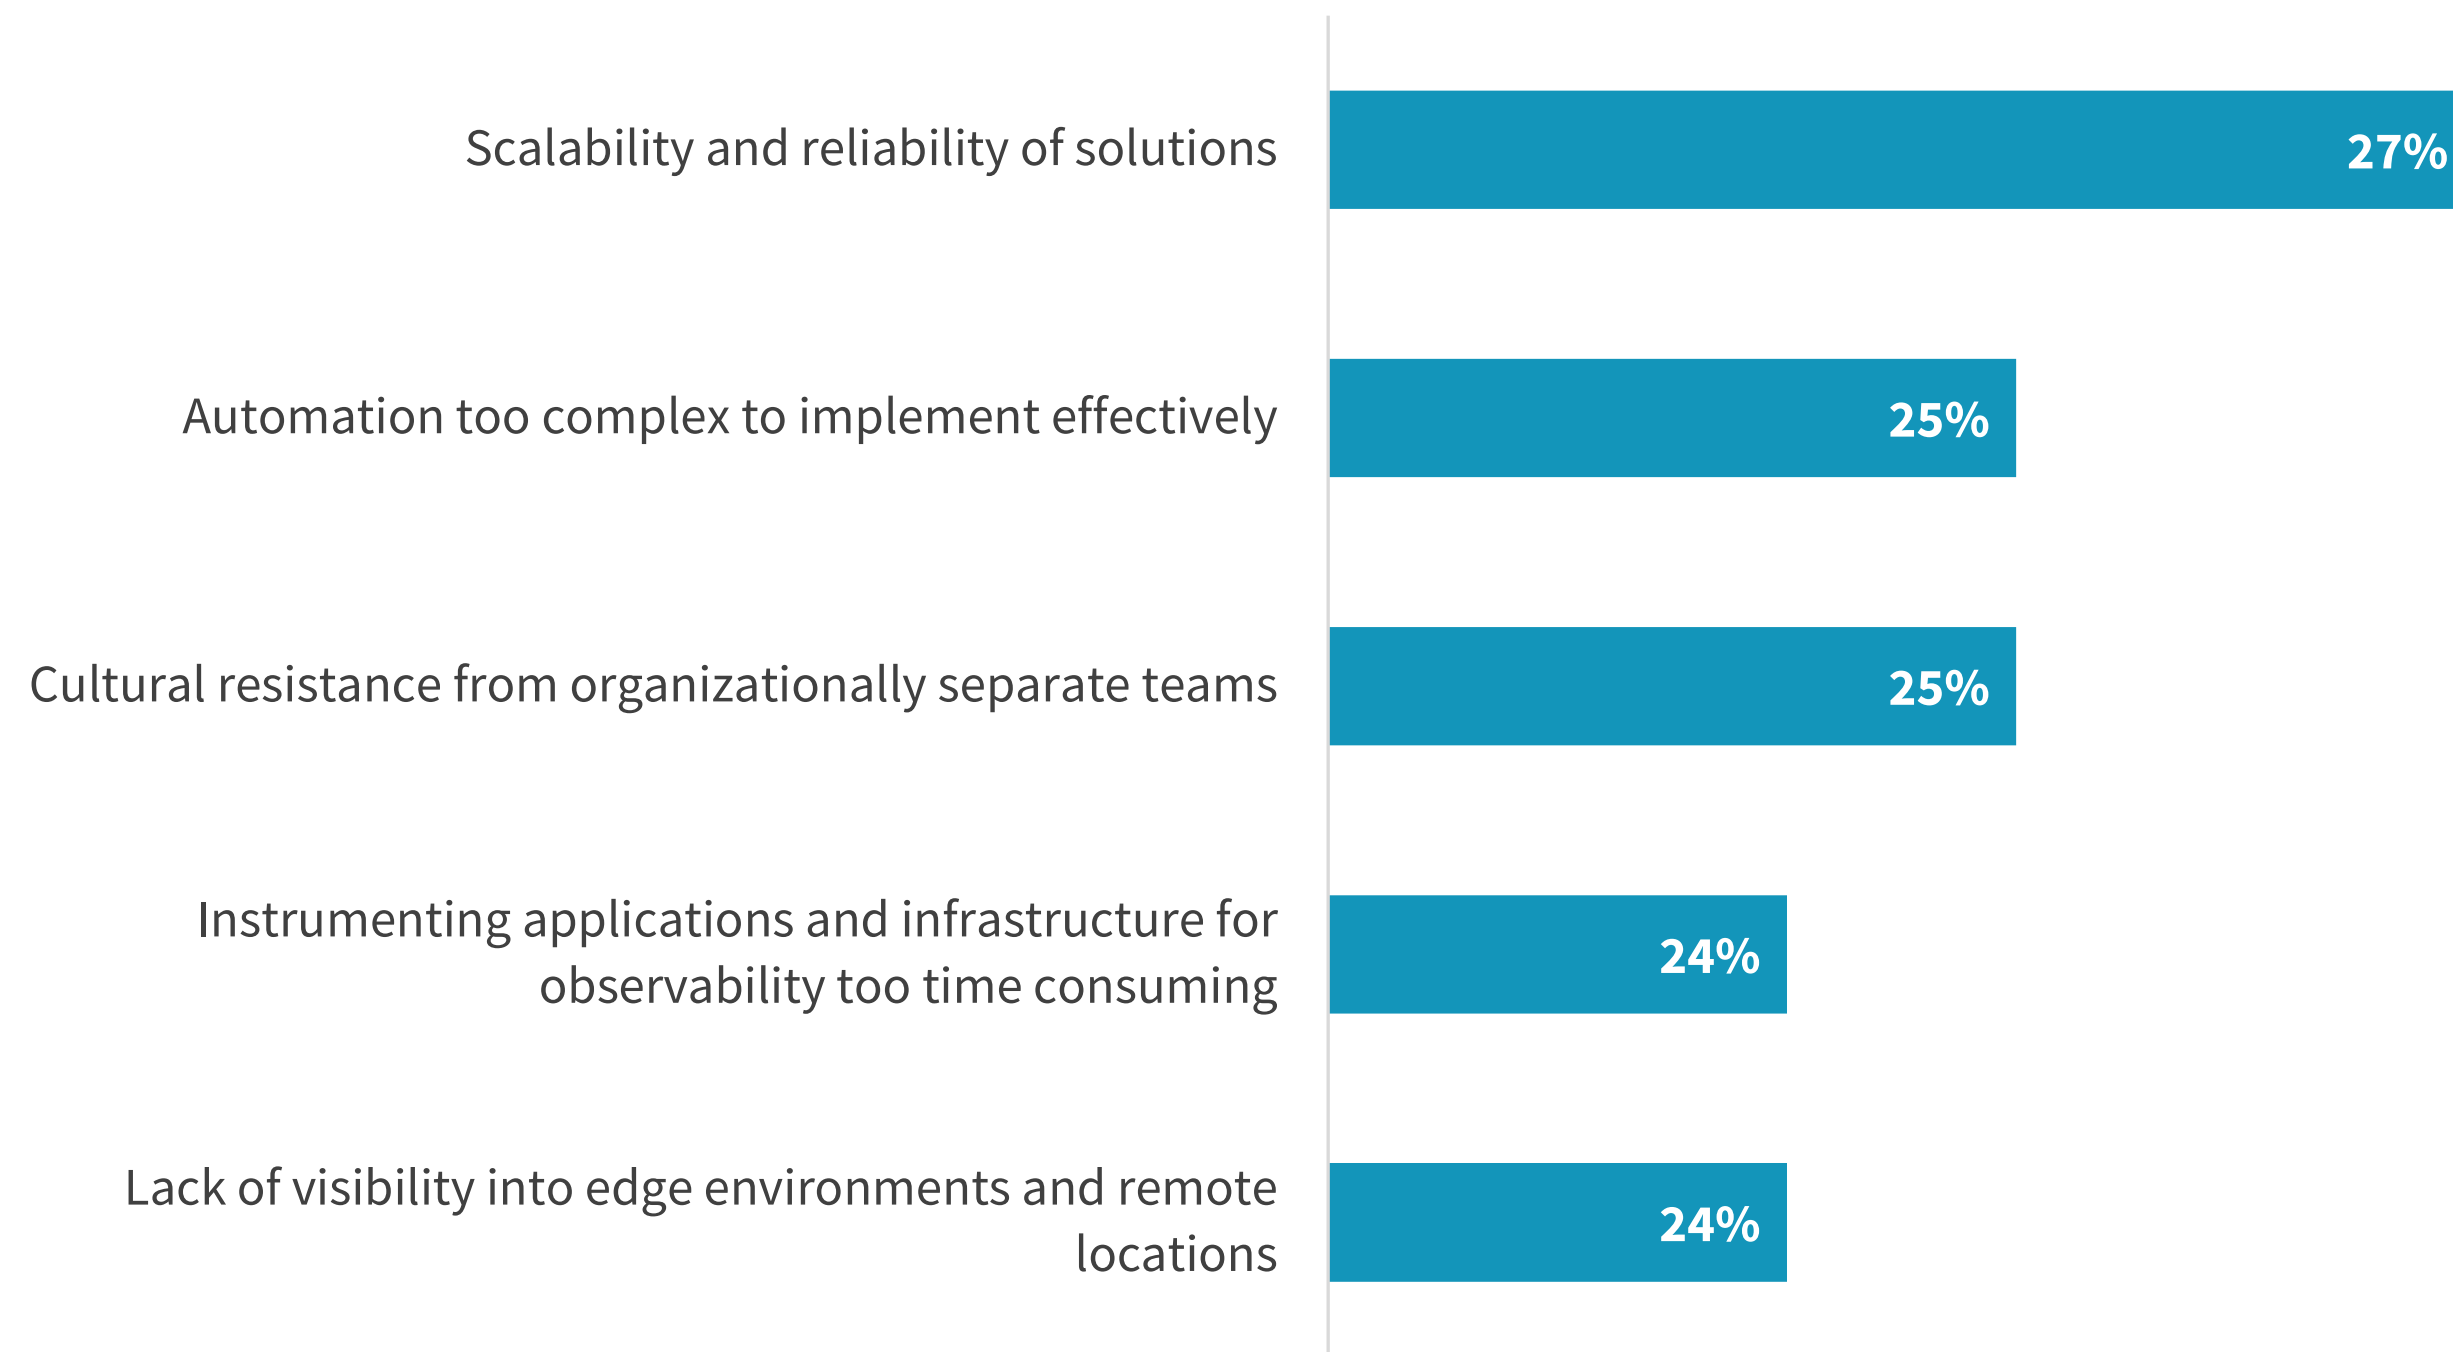 Scalability and reliability of solutions
27%
Automation too complex to implement effectively
25%
Cultural resistance from organizationally separate teams
25%
Instrumenting applications and infrastructure for
observability too time consuming
24%
Lack of visibility into edge environments and remote
locations
24%